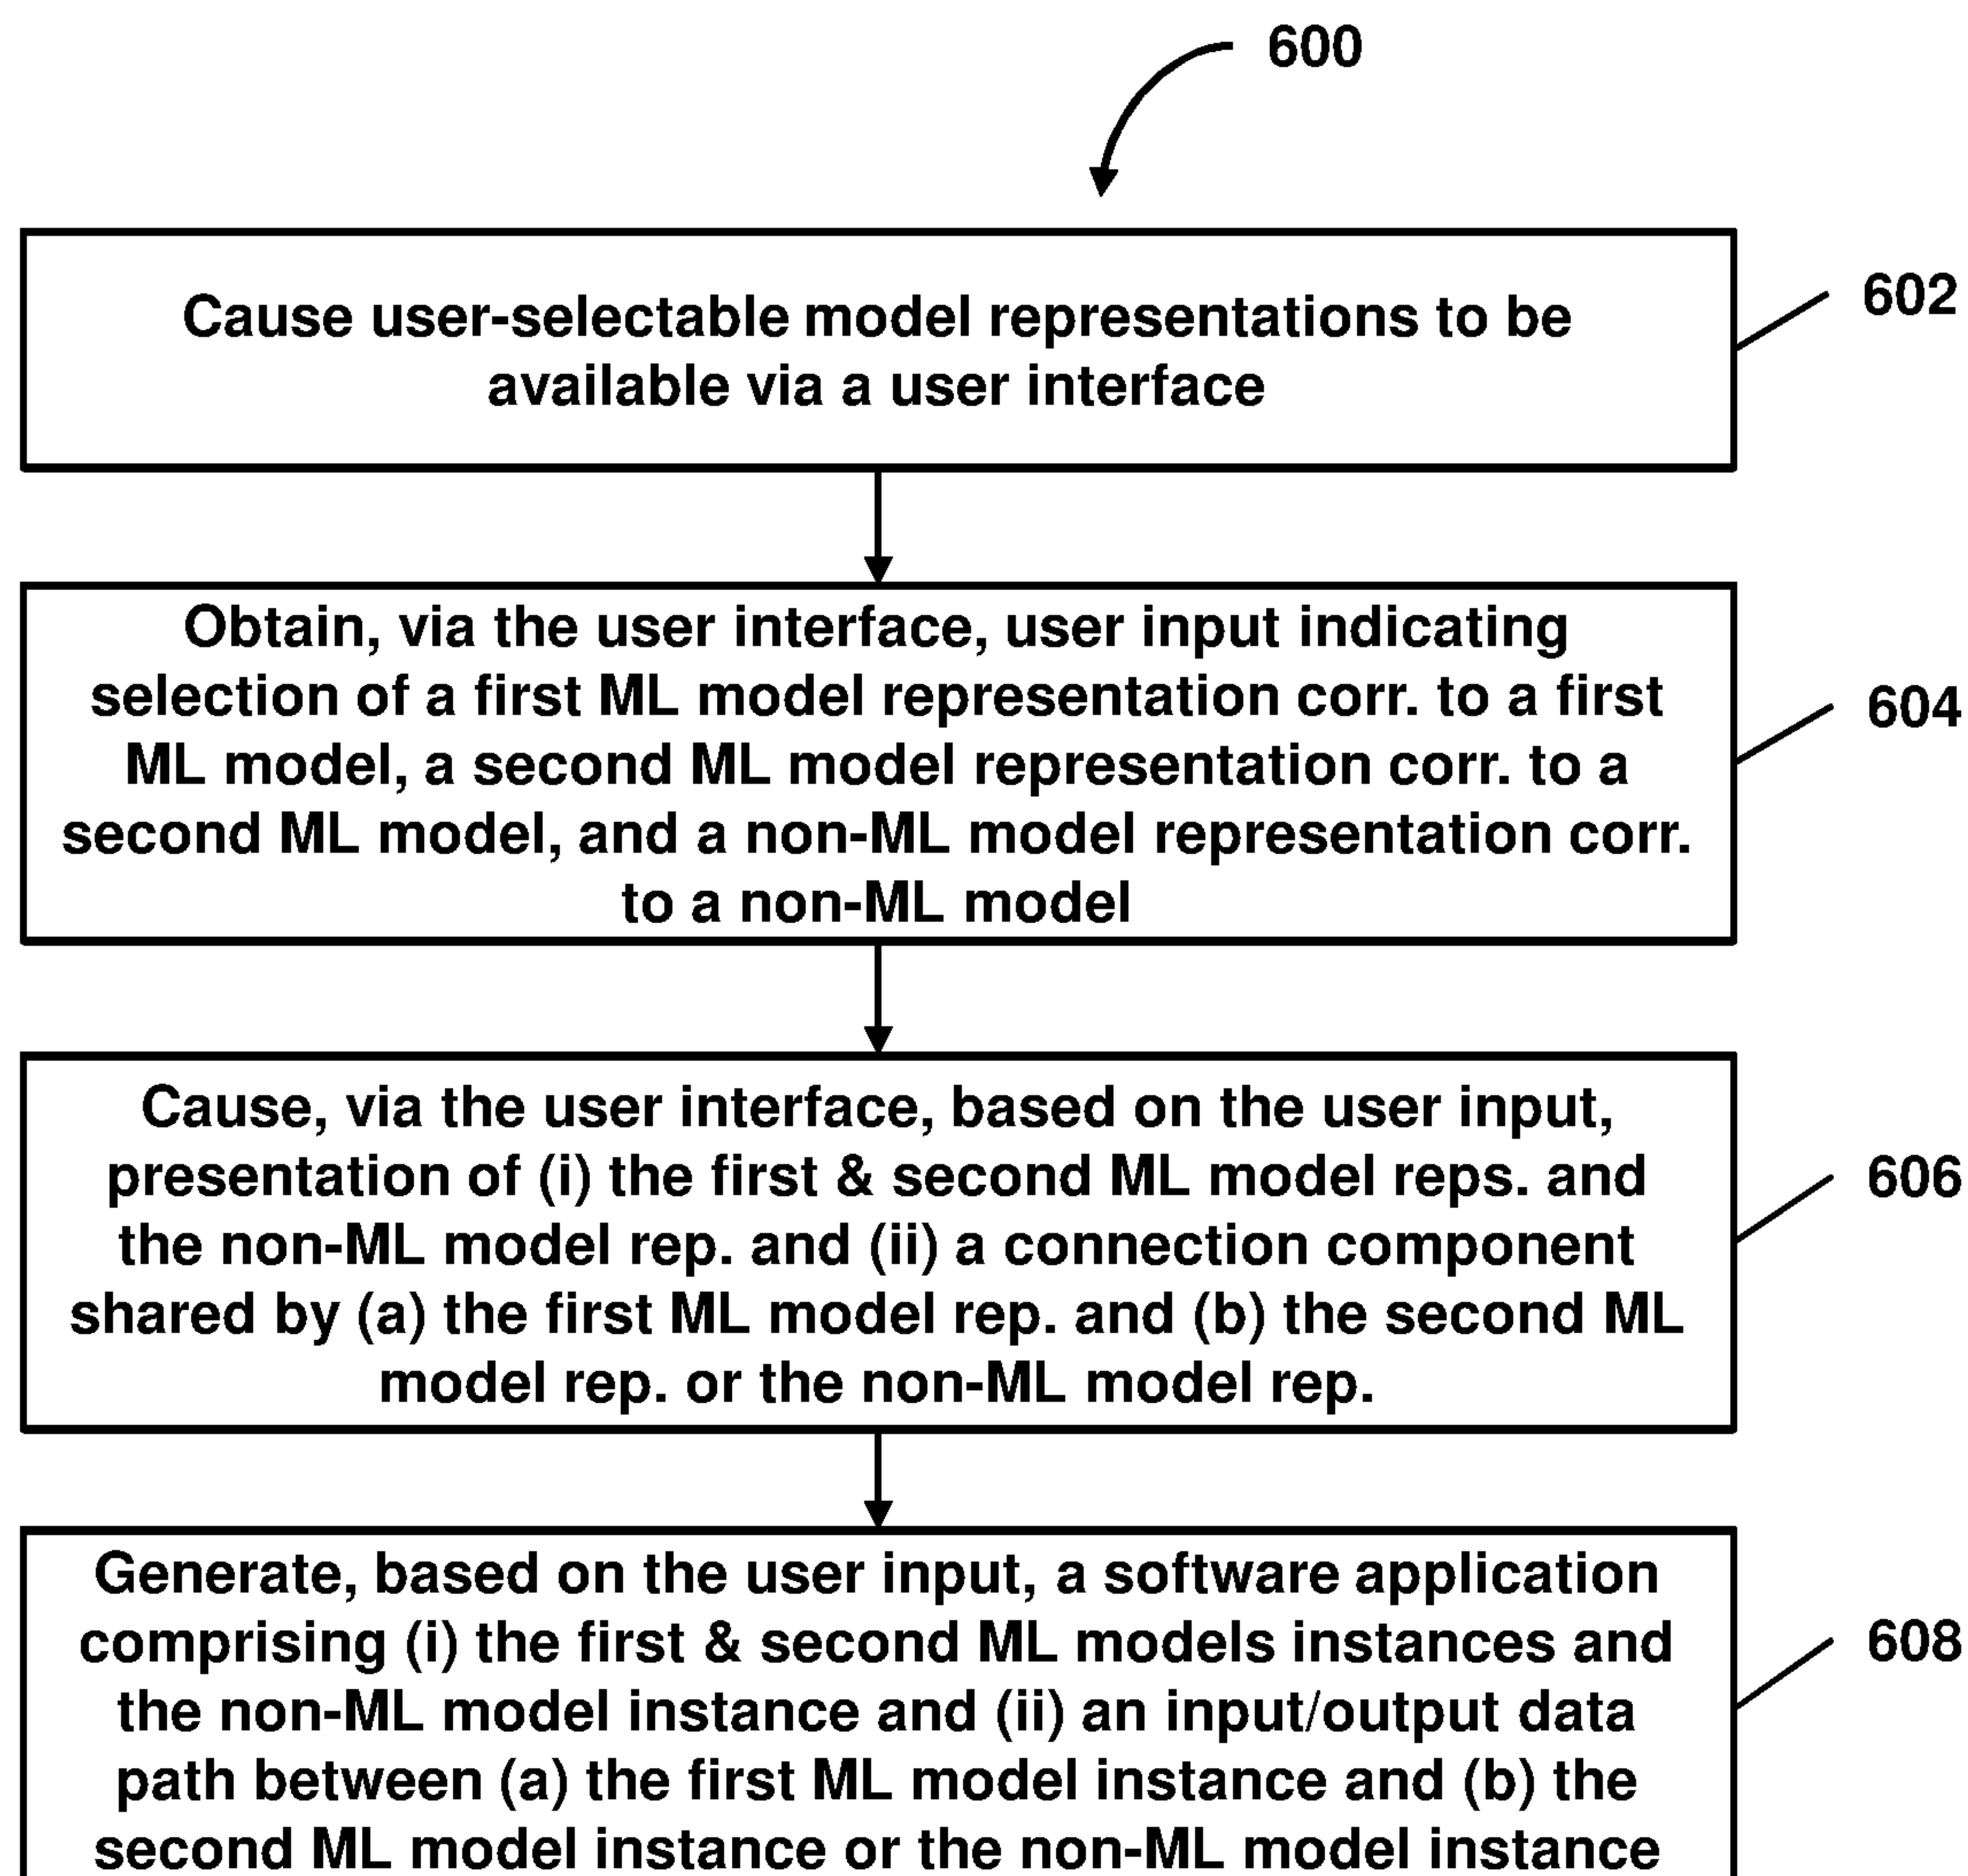 600
Cause user-selectable model representations to be
available via a user interface
602
Obtain, via the user interface, user input indicating
selection of a first ML model representation corr. to a first
ML model, a second ML model representation corr. to a
second ML model, and a non-ML model representation corr.
to a non-ML model
604
Cause, via the user interface, based on the user input,
presentation of (i) the first & second ML model reps. and
the non-ML model rep. and (ii) a connection component
shared by (a) the first ML model rep. and (b) the second ML
model rep. or the non-ML model rep.
606
Generate, based on the user input, a software application
comprising (i) the first & second ML models instances and
the non-ML model instance and (ii) an input/output data
path between (a) the first ML model instance and (b) the
second ML model instance or the non-ML model instance
608